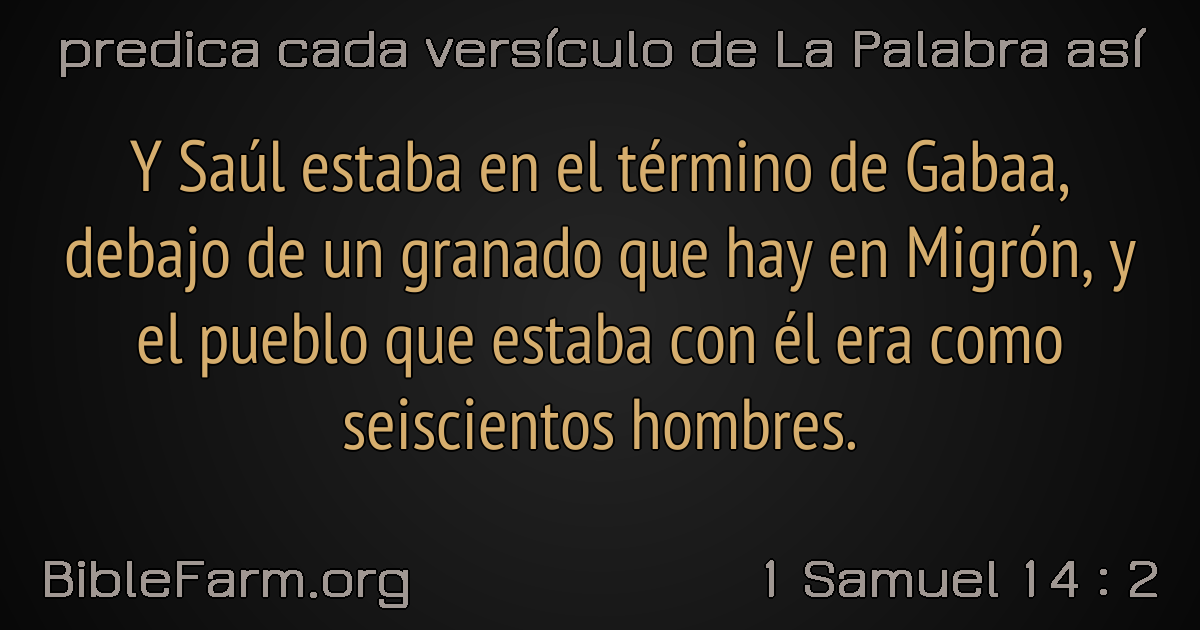 predica cada versículo de La Palabra así
Y Saúl estaba en el término de Gabaa,
debajo de un granado que hay en Migrón, y
el pueblo que estaba con él era como
seiscientos hombres.
BibleFarm.org
1 Samuel 14 : 2